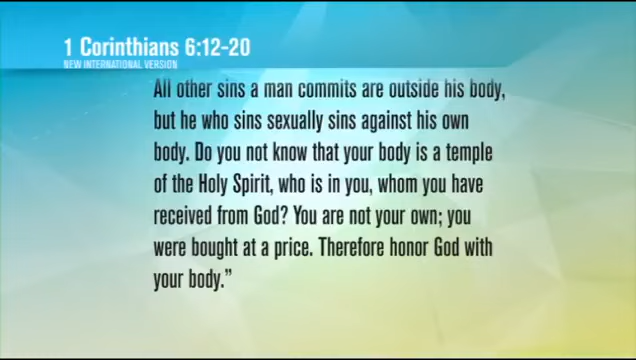 1 Corinthians 6:12-20
NEW INTERNATIONAL VERSION
All other sins a man commits are outside his body,
but he who sins sexually sins against his own
body. Do you not know that your body is a temple
of the Holy Spirit, who is in you, whom you have
received from God? You are not your own; you
were bought at a price. Therefore honor God with
your body.”